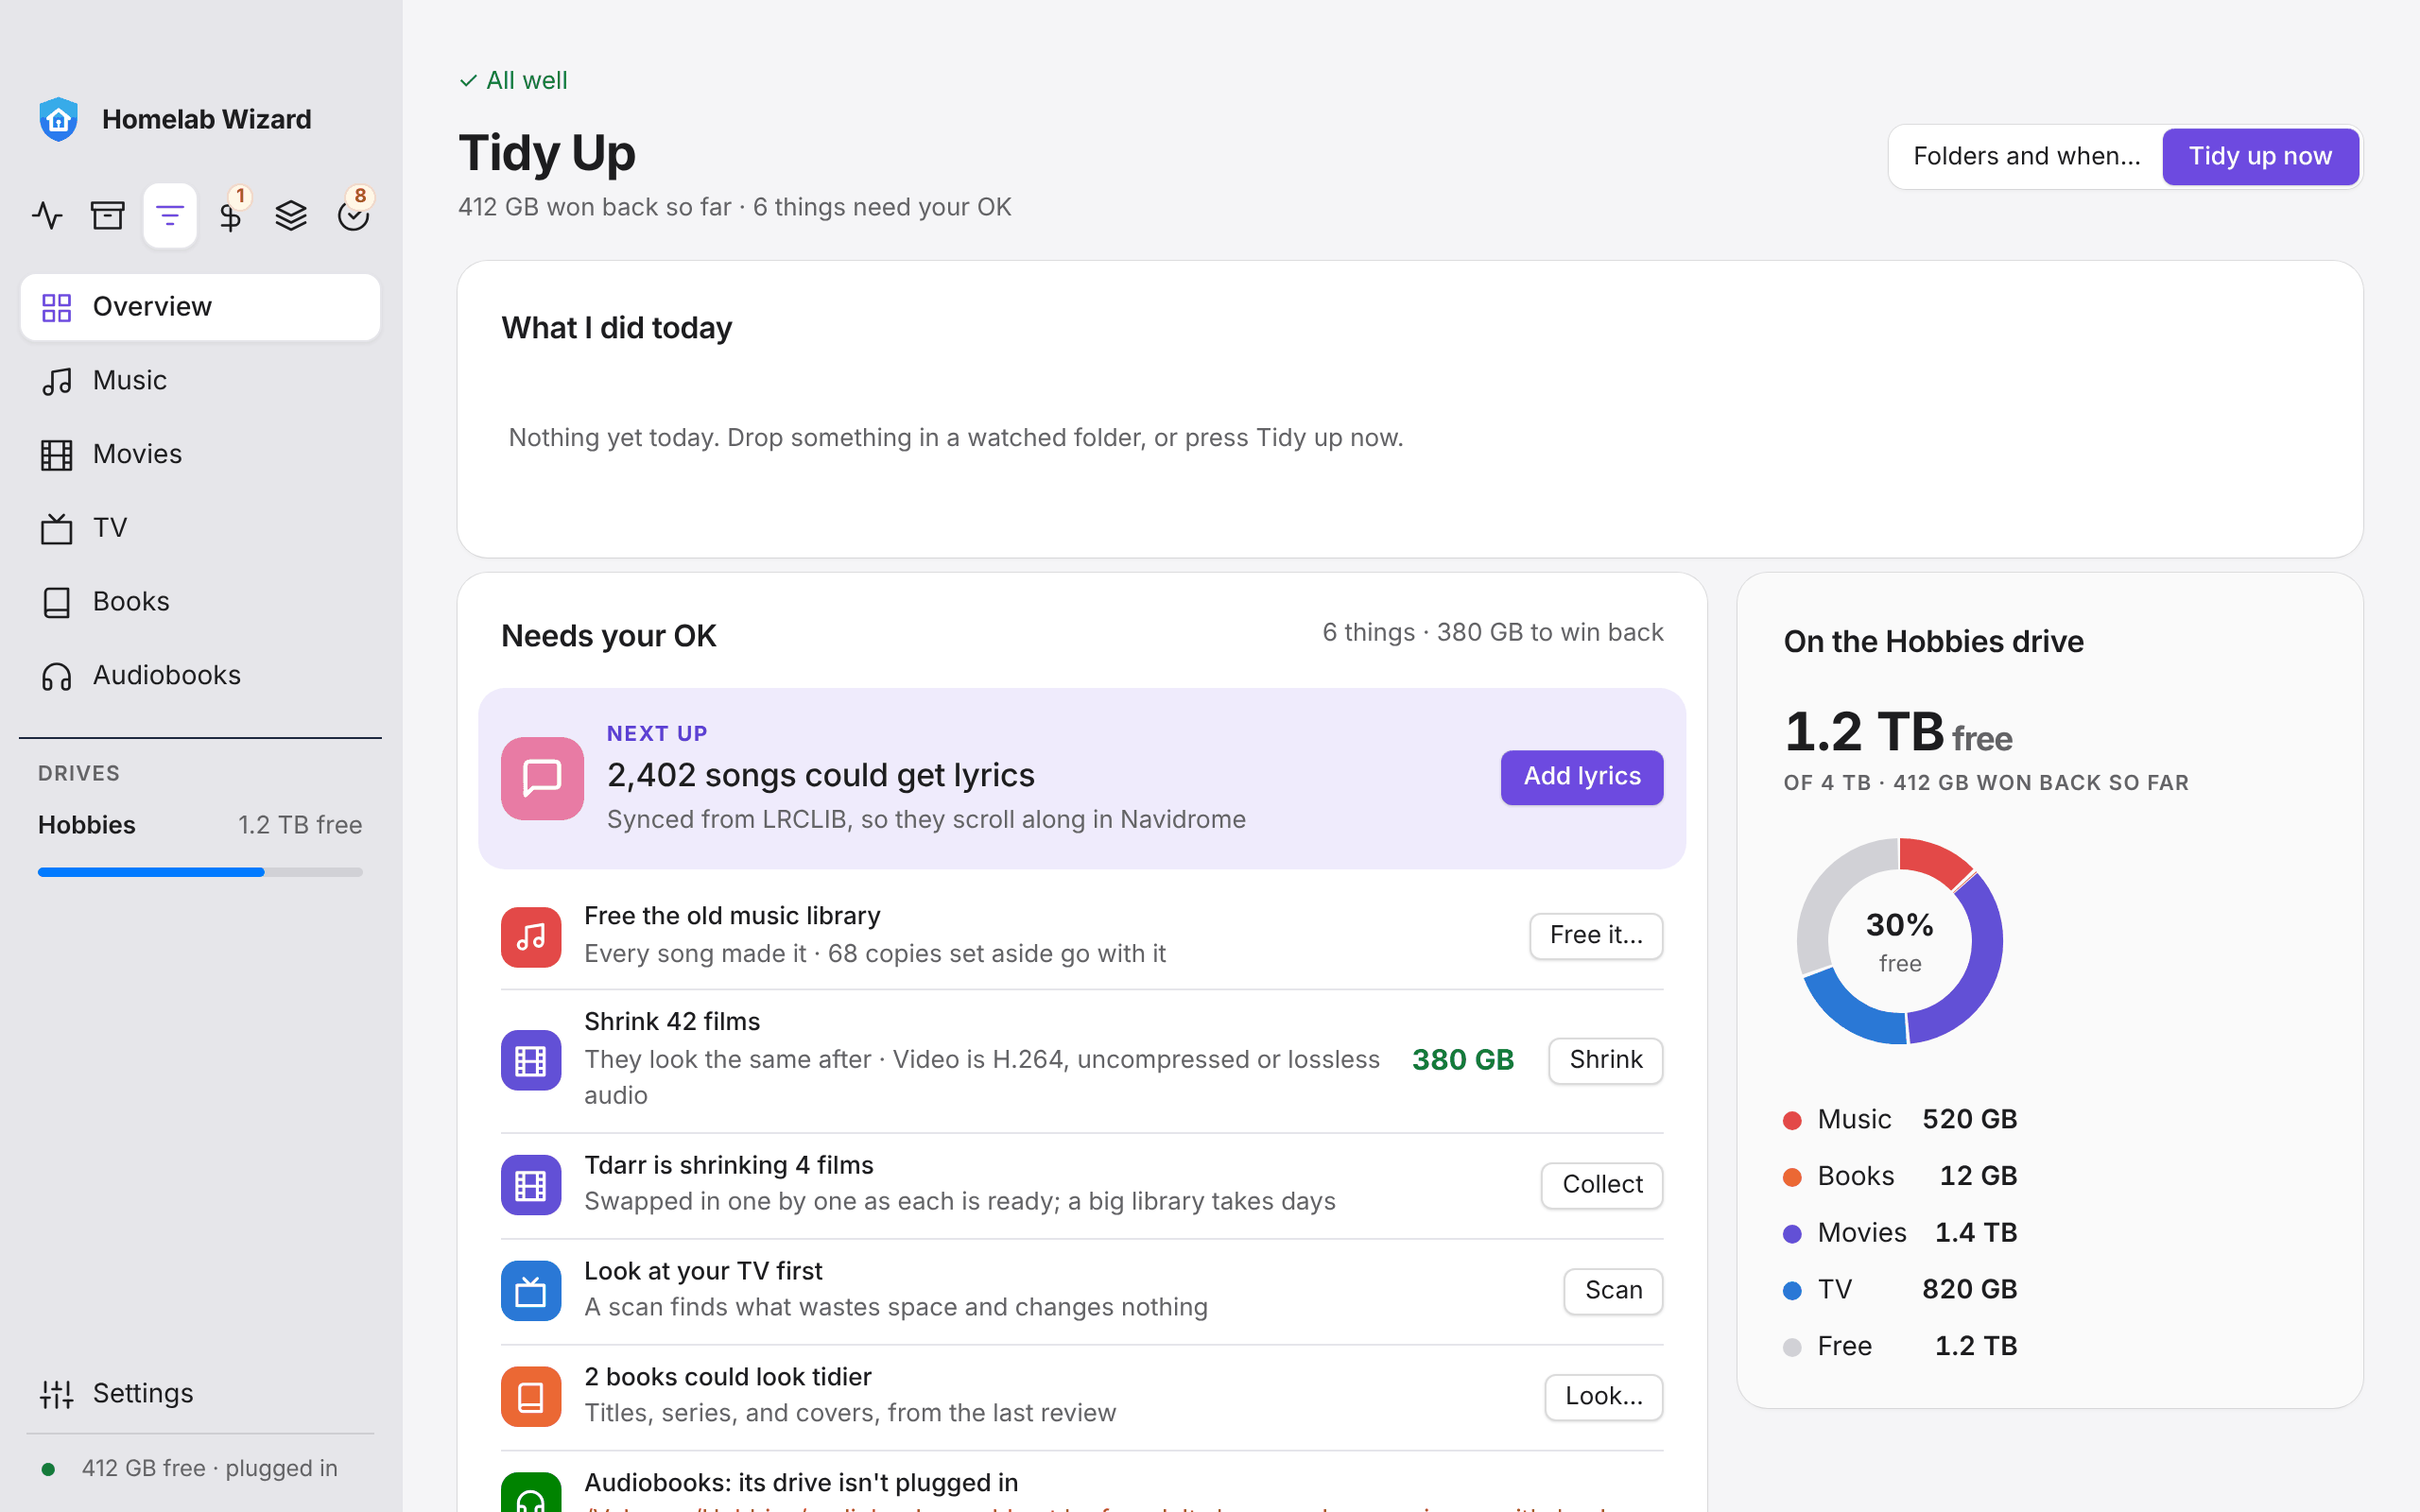 Homelab Wizard
1
8
Overview
Music
Movies
TV
Books
Audiobooks
DRIVES
Hobbies 1.2 TB free
Settings
412 GB free · plugged in
All well
Tidy Up
412 GB won back so far · 6 things need your OK
Folders and when... Tidy up now
What I did today
Nothing yet today. Drop something in a watched folder, or press Tidy up now.
Needs your OK 6 things · 380 GB to win back
NEXT UP
2,402 songs could get lyrics
Synced from LRCLIB, so they scroll along in Navidrome
Add lyrics
Free the old music library
Every song made it · 68 copies set aside go with it
Free it...
Shrink 42 films
They look the same after · Video is H.264, uncompressed or lossless
audio
380 GB Shrink
Tdarr is shrinking 4 films
Swapped in one by one as each is ready; a big library takes days
Collect
Look at your TV first
A scan finds what wastes space and changes nothing
Scan
2 books could look tidier
Titles, series, and covers, from the last review
Look...
Audiobooks: its drive isn't plugged in
On the Hobbies drive
1.2 TB free
OF 4 TB · 412 GB WON BACK SO FAR
30%
free
Music 520 GB
Books 12 GB
Movies 1.4 TB
TV 820 GB
Free 1.2 TB